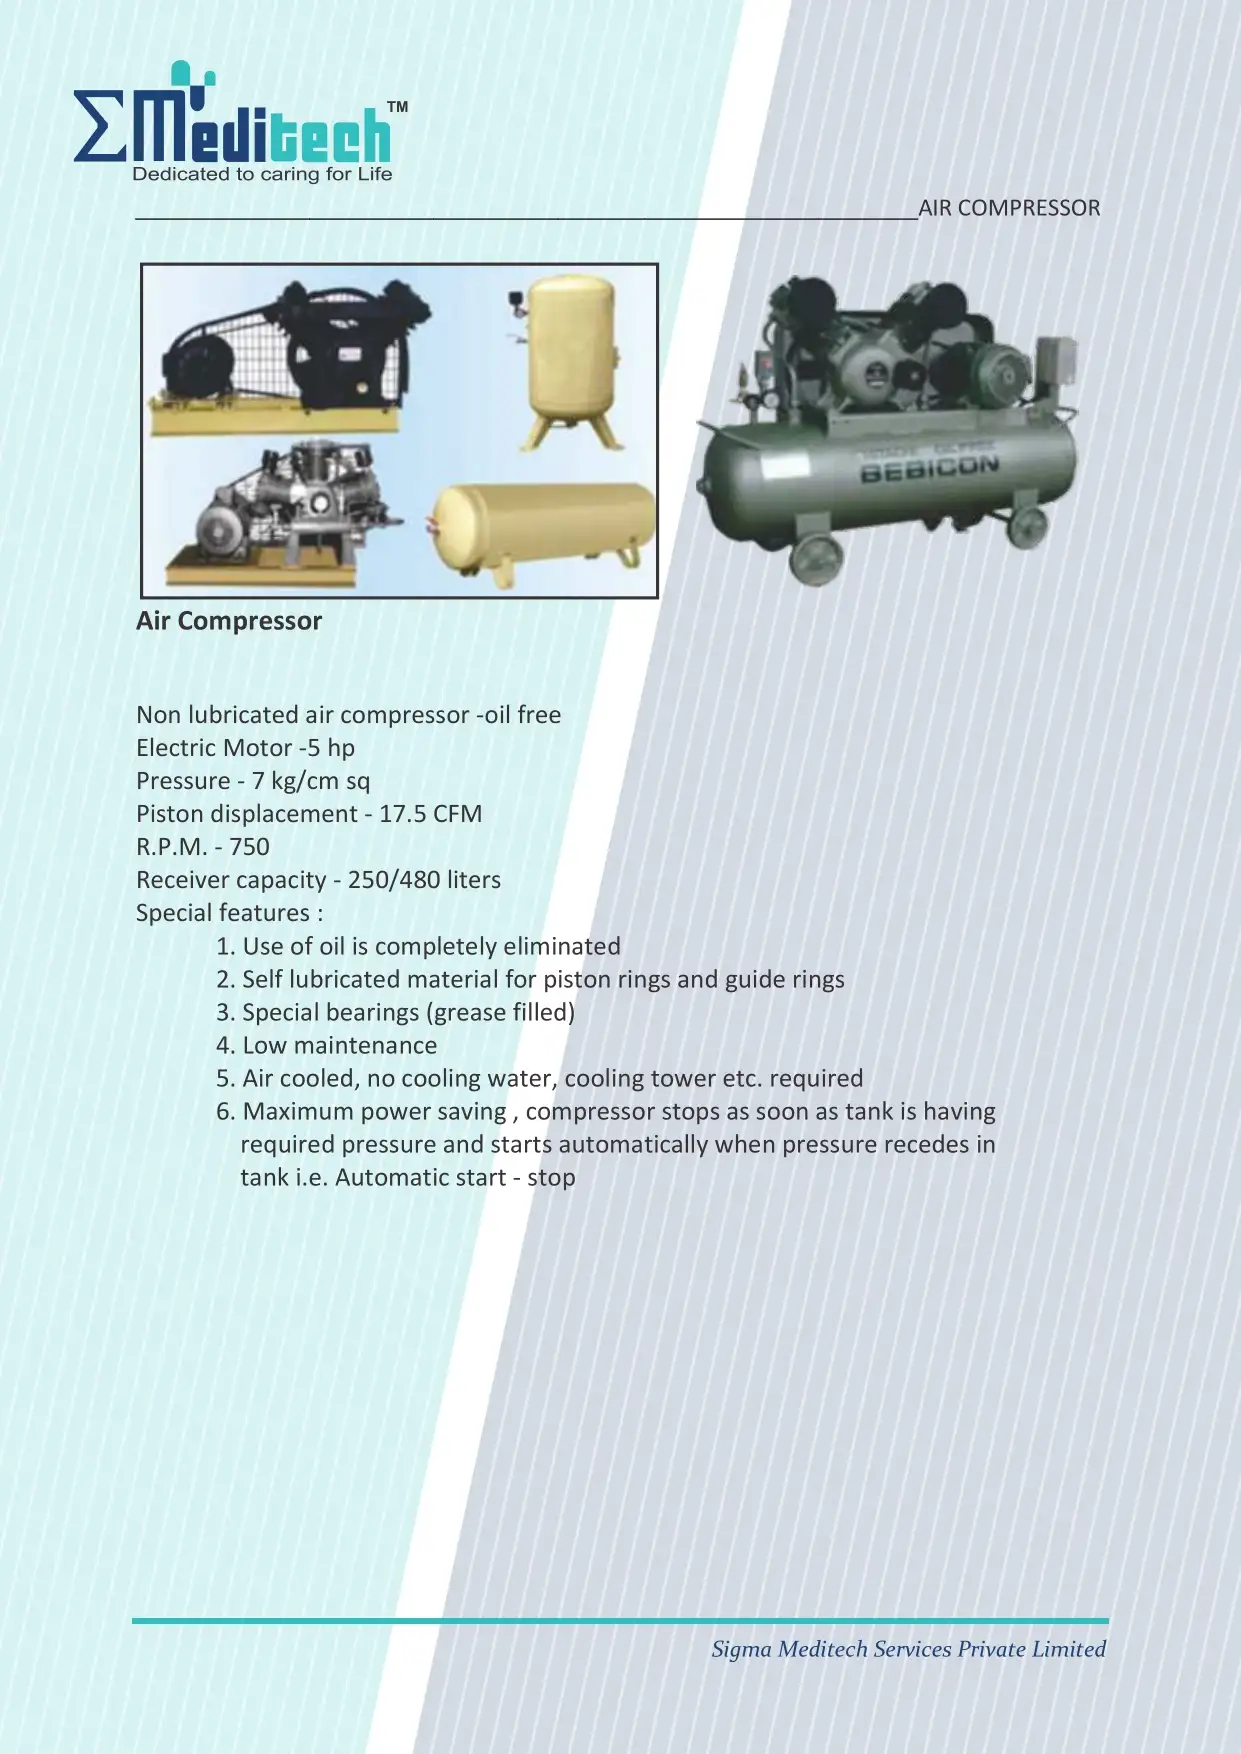 ΣMeditech™
Dedicated to caring for Life
AIR COMPRESSOR
BEBICON
Air Compressor
Non lubricated air compressor -oil free
Electric Motor -5 hp
Pressure - 7 kg/cm sq
Piston displacement - 17.5 CFM
R.P.M. - 750
Receiver capacity - 250/480 liters
Special features :
1. Use of oil is completely eliminated
2. Self lubricated material for piston rings and guide rings
3. Special bearings (grease filled)
4. Low maintenance
5. Air cooled, no cooling water, cooling tower etc. required
6. Maximum power saving , compressor stops as soon as tank is having
required pressure and starts automatically when pressure recedes in
tank i.e. Automatic start - stop
Sigma Meditech Services Private Limited